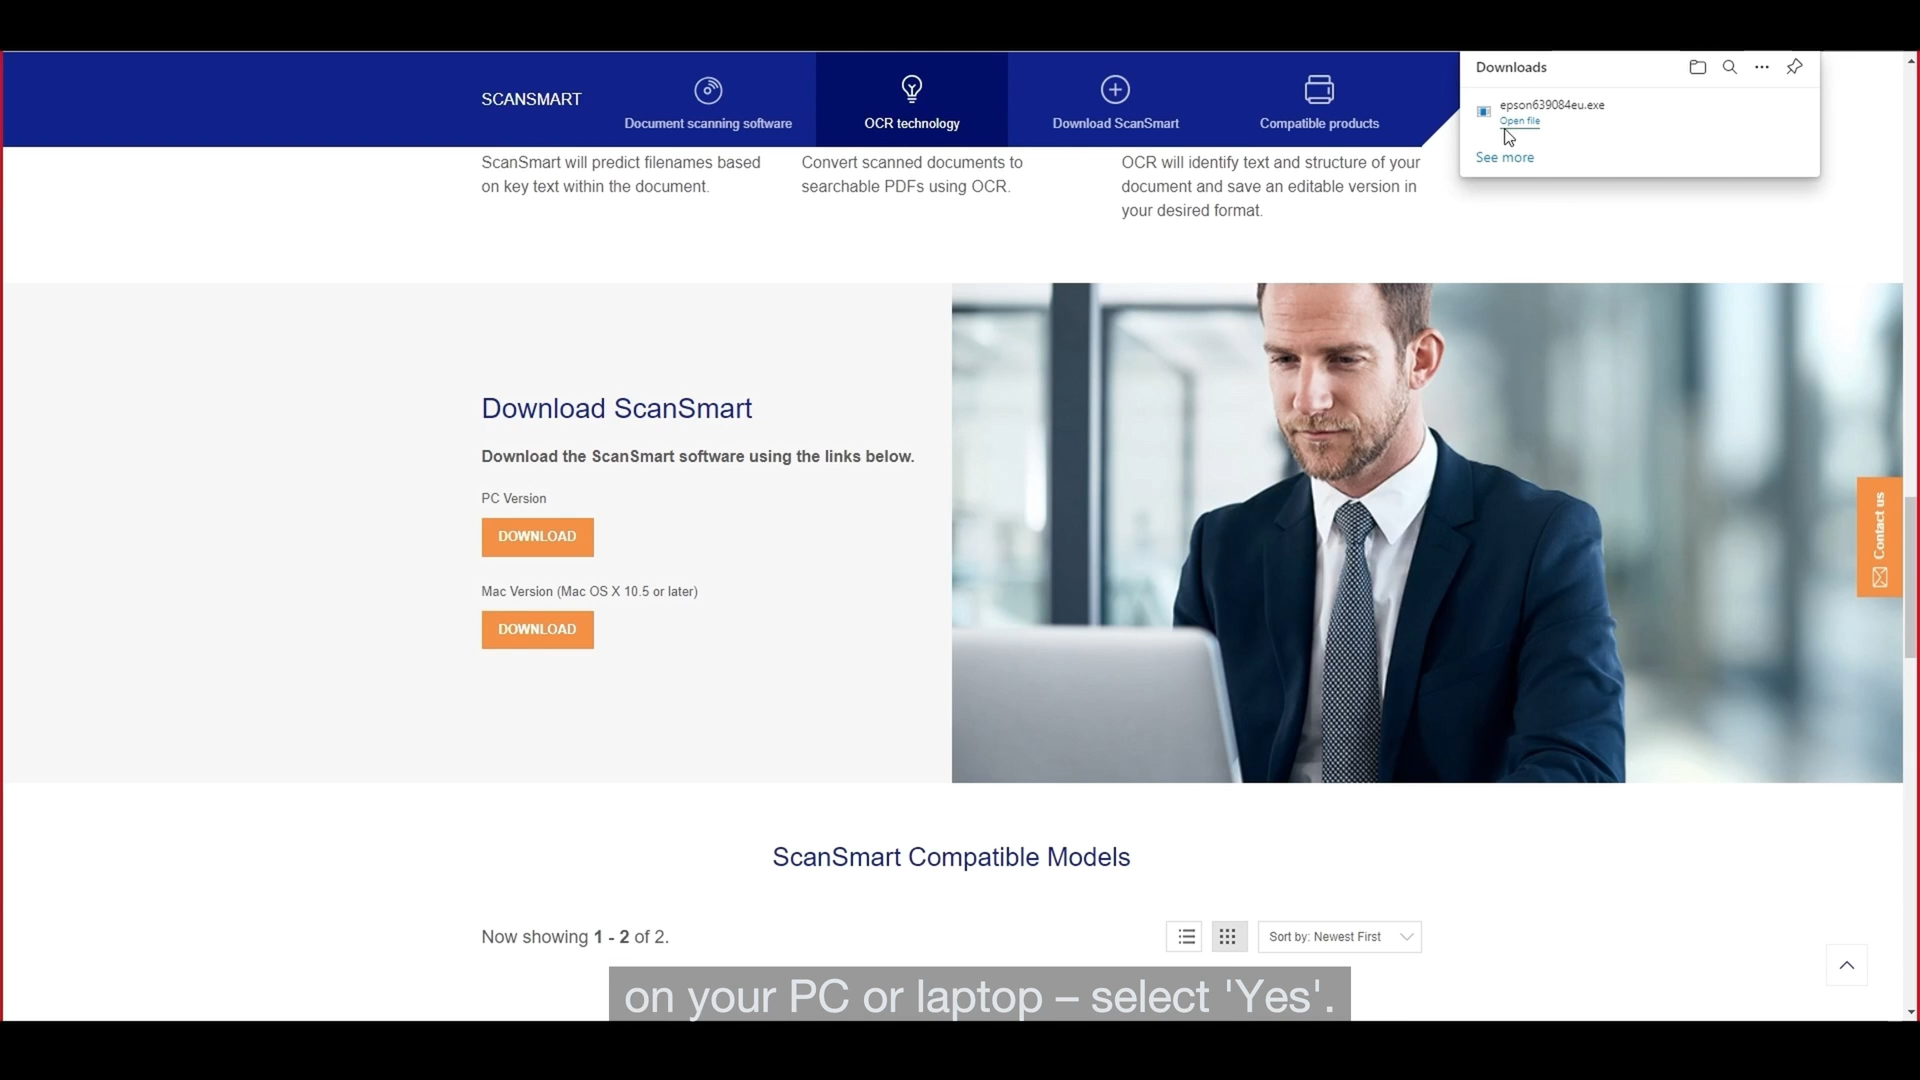 SCANSMART
Document scanning software
OCR technology
Download ScanSmart
Compatible products
Downloads
epson639084eu.exe
Open file
See more
ScanSmart will predict filenames based
on key text within the document.
Convert scanned documents to
searchable PDFs using OCR.
OCR will identify text and structure of your
document and save an editable version in
your desired format.
Download ScanSmart
Download the ScanSmart software using the links below.
PC Version
DOWNLOAD
Mac Version (Mac OS X 10.5 or later)
DOWNLOAD
Contact us
ScanSmart Compatible Models
Now showing 1 - 2 of 2.
Sort by: Newest First
on your PC or laptop – select 'Yes'.